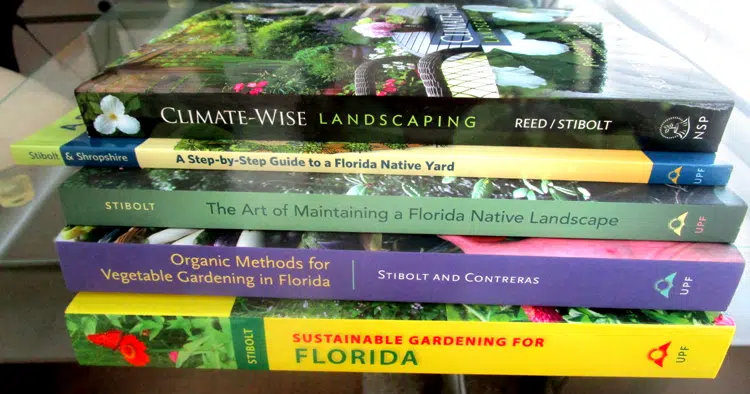 CLIMATE-WISE LANDSCAPING REED / STIBOLT NSP
Stibolt & Shropshire A Step-by-Step Guide to a Florida Native Yard UPF
STIBOLT The Art of Maintaining a Florida Native Landscape UPF
Organic Methods for
Vegetable Gardening in Florida
STIBOLT AND CONTRERAS UPF
STIBOLT
SUSTAINABLE GARDENING FOR
FLORIDA
UPF